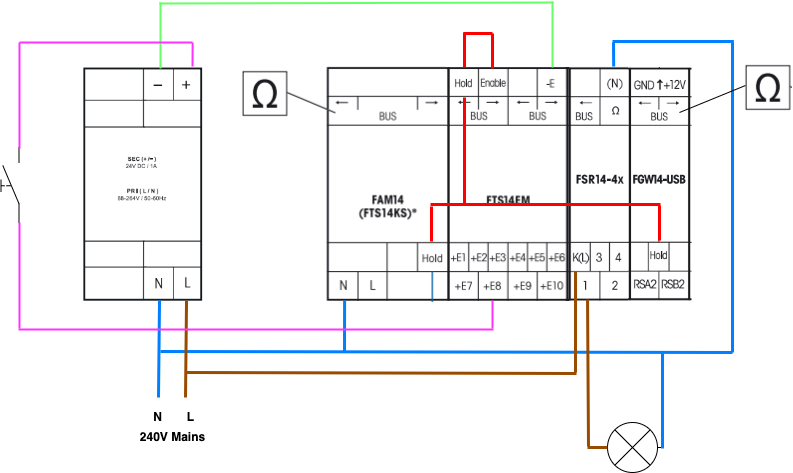 − +
SEC (+/−)
24V DC / 1A
PRI ( L / N )
88-264V / 50-60Hz
N L
N L
240V Mains
Ω
← →
BUS
FAM14
(FTS14KS)*
Hold
N L
Hold Enable -E
← → ← →
BUS BUS
FTS14EM
+E1 +E2 +E3 +E4 +E5 +E6
+E7 +E8 +E9 +E10
(N)
←
BUS Ω
FSR14-4x
K(L) 3 4
1 2
GND ↑ +12V
← →
BUS
FGW14-USB
Hold
RSA2 RSB2
Ω